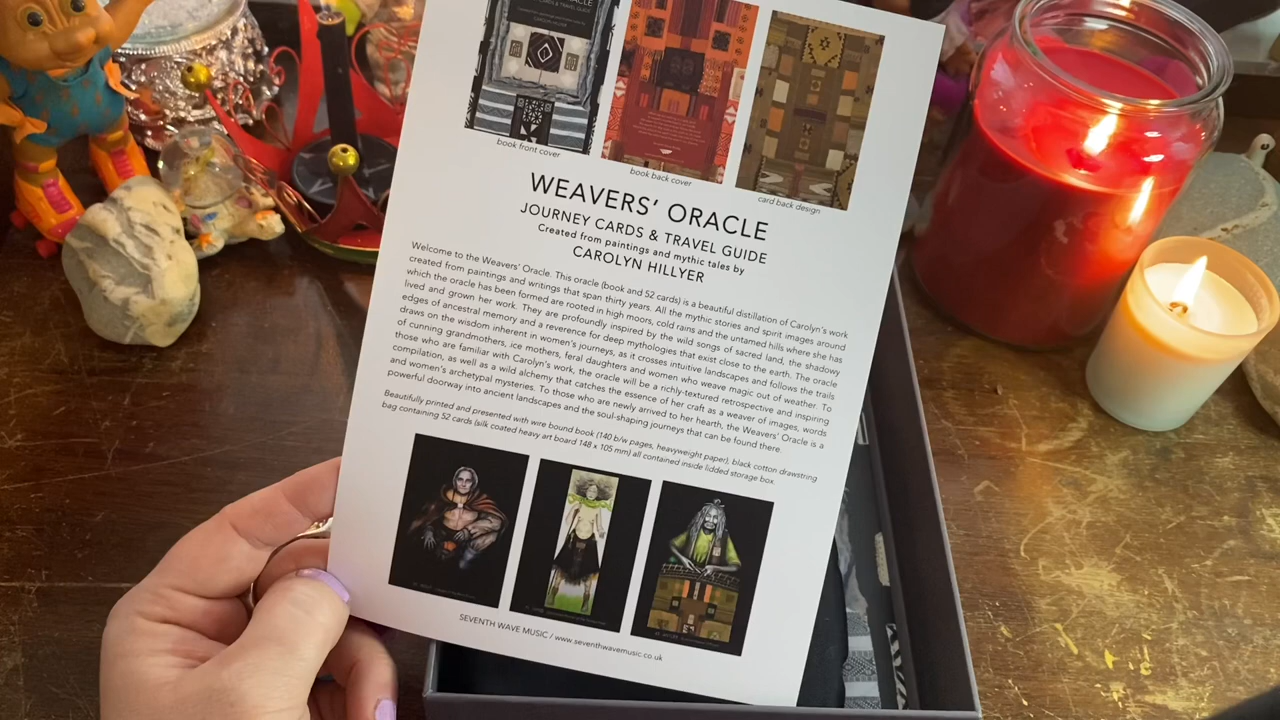 CARDS & TRAVEL GUIDE
CAROLYN HILLYER
book front cover
book back cover
card back design
WEAVERS' ORACLE
JOURNEY CARDS & TRAVEL GUIDE
Created from paintings and mythic tales by
CAROLYN HILLYER
Welcome to the Weavers' Oracle. This oracle (book and 52 cards) is a beautiful distillation of Carolyn's work
created from paintings and writings that span thirty years. All the mythic stories and spirit images around
which the oracle has been formed are rooted in high moors, cold rains and the untamed hills where she has
lived and grown her work. They are profoundly inspired by the wild songs of sacred land, the shadowy
edges of ancestral memory and a reverence for deep mythologies that exist close to the earth. The oracle
draws on the wisdom inherent in women's journeys, as it crosses intuitive landscapes and follows the trails
of cunning grandmothers, ice mothers, feral daughters and women who weave magic out of weather. To
those who are familiar with Carolyn's work, the oracle will be a richly-textured retrospective and inspiring
compilation, as well as a wild alchemy that catches the essence of her craft as a weaver of images, words
and women's archetypal mysteries. To those who are newly arrived to her hearth, the Weavers' Oracle is a
powerful doorway into ancient landscapes and the soul-shaping journeys that can be found there.
Beautifully printed and presented with wire bound book (140 b/w pages, heavyweight paper), black cotton drawstring
bag containing 52 cards (silk coated heavy art board 148 x 105 mm) all contained inside lidded storage box.
SEVENTH WAVE MUSIC / www.seventhwavemusic.co.uk